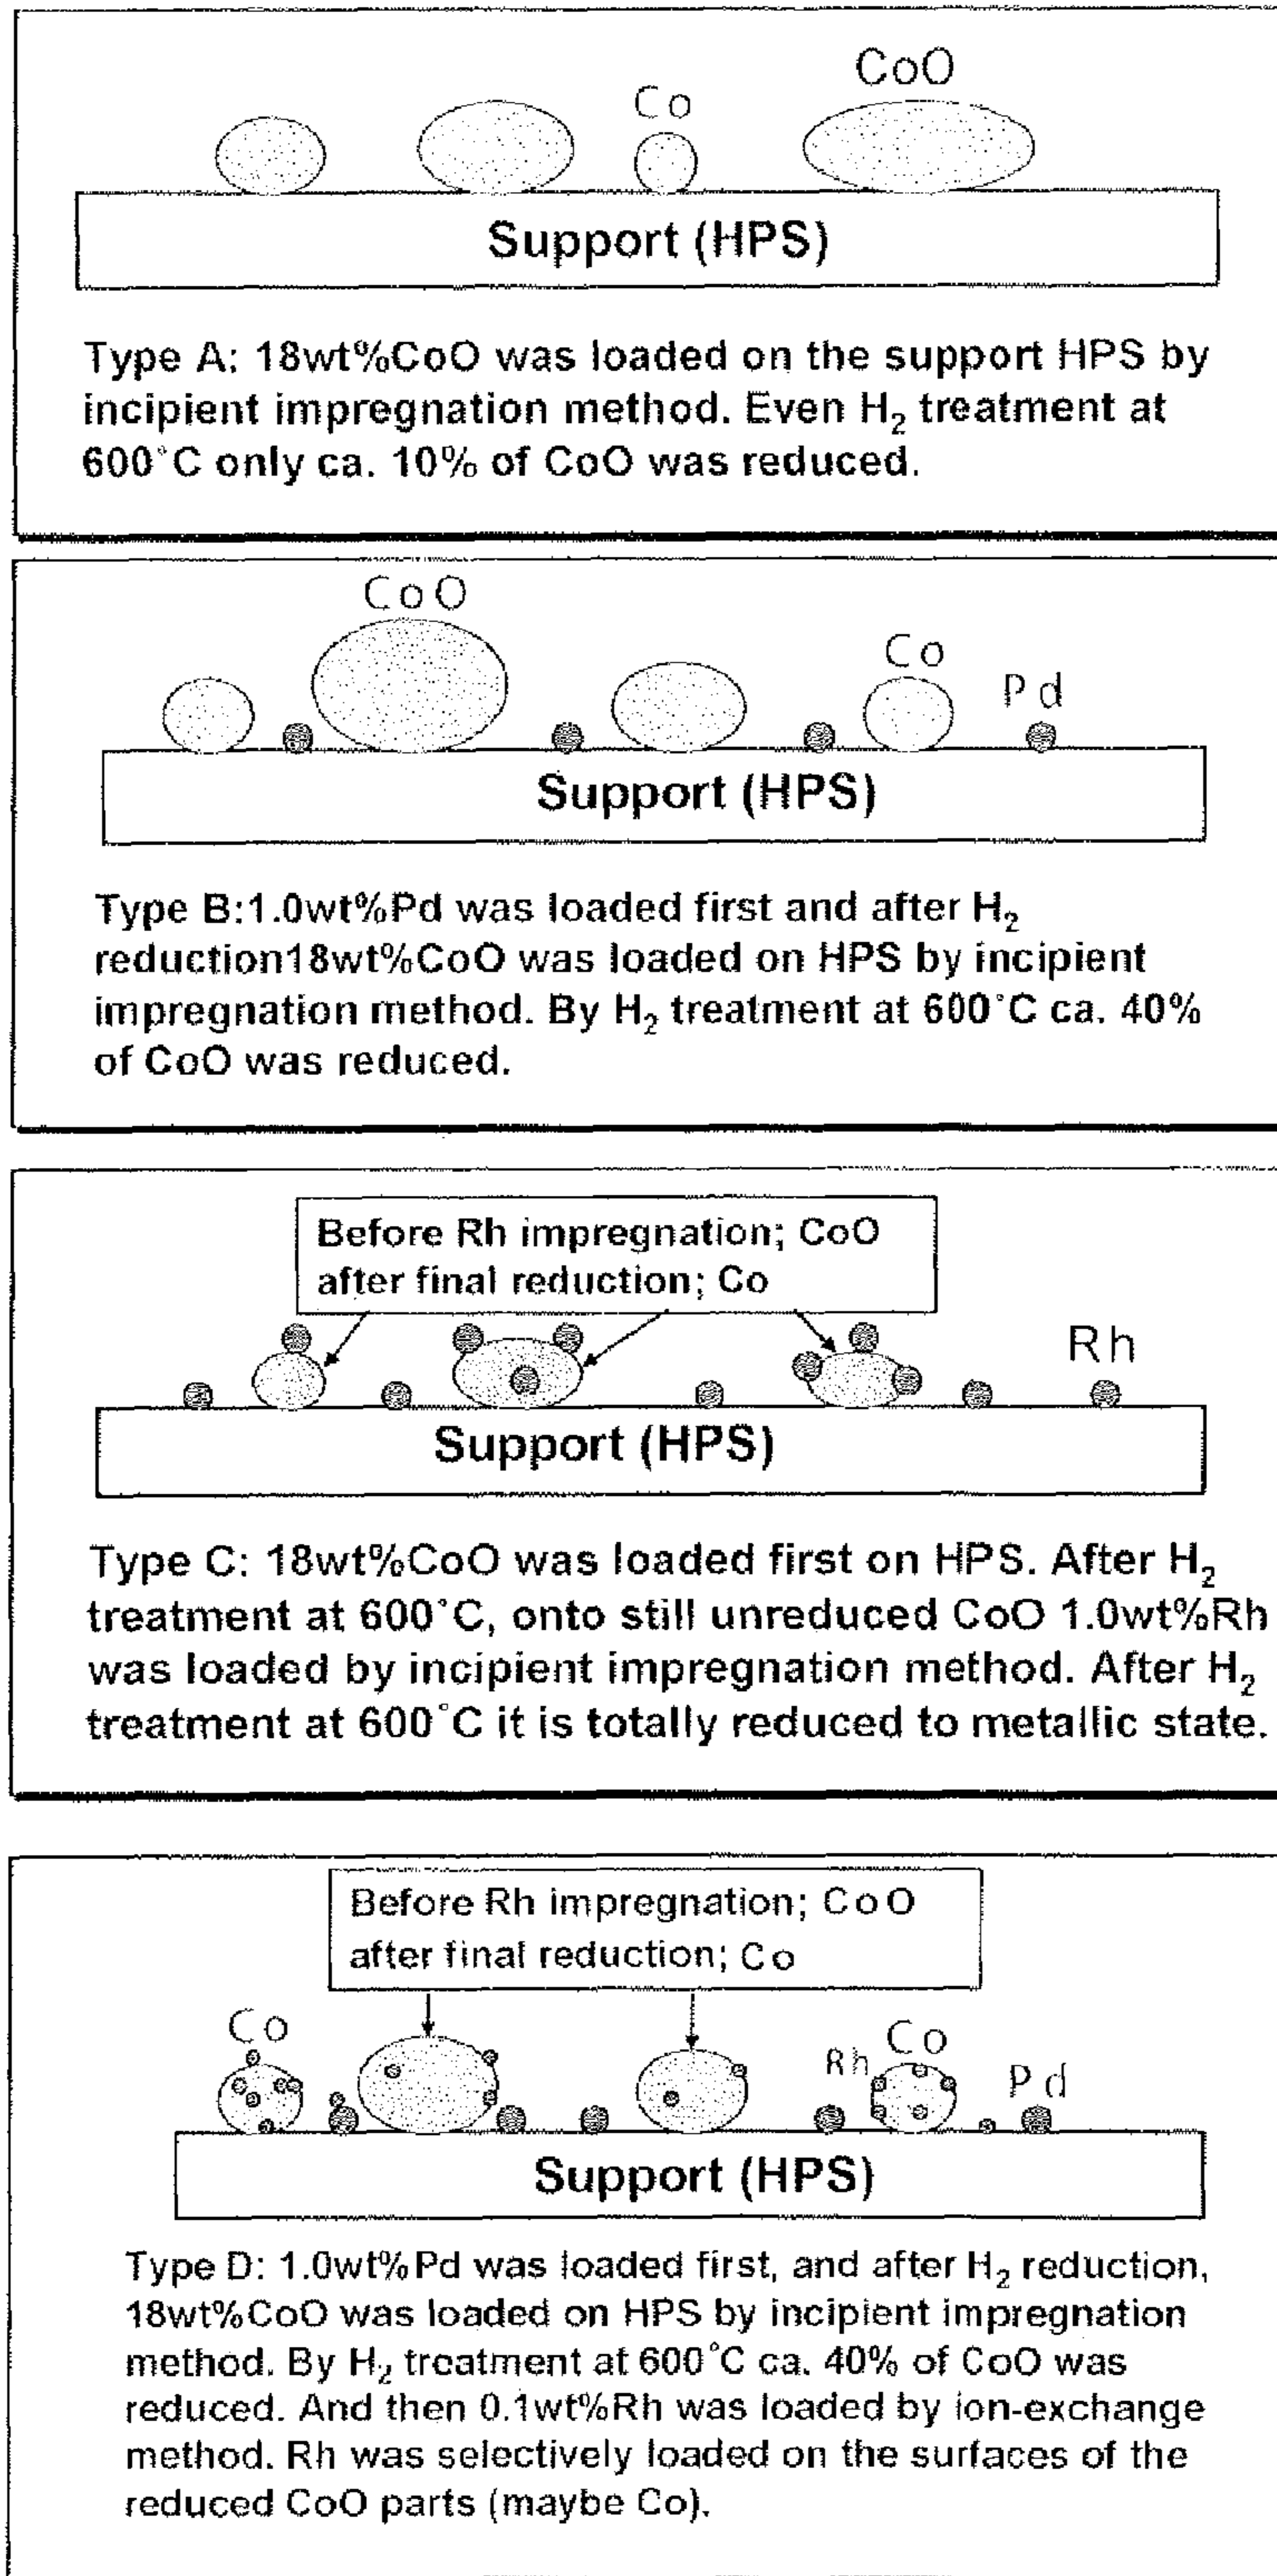 CoO
Co
Support (HPS)
Type A: 18wt%CoO was loaded on the support HPS by
incipient impregnation method. Even H₂ treatment at
600°C only ca. 10% of CoO was reduced.
CoO
Co
Pd
Support (HPS)
Type B:1.0wt%Pd was loaded first and after H₂
reduction18wt%CoO was loaded on HPS by incipient
impregnation method. By H₂ treatment at 600°C ca. 40%
of CoO was reduced.
Before Rh impregnation; CoO
after final reduction; Co
Rh
Support (HPS)
Type C: 18wt%CoO was loaded first on HPS. After H₂
treatment at 600°C, onto still unreduced CoO 1.0wt%Rh
was loaded by incipient impregnation method. After H₂
treatment at 600°C it is totally reduced to metallic state.
Before Rh impregnation; CoO
after final reduction; Co
Co
Rh
Co
Pd
Support (HPS)
Type D: 1.0wt%Pd was loaded first, and after H₂ reduction,
18wt%CoO was loaded on HPS by incipient impregnation
method. By H₂ treatment at 600°C ca. 40% of CoO was
reduced. And then 0.1wt%Rh was loaded by ion-exchange
method. Rh was selectively loaded on the surfaces of the
reduced CoO parts (maybe Co).